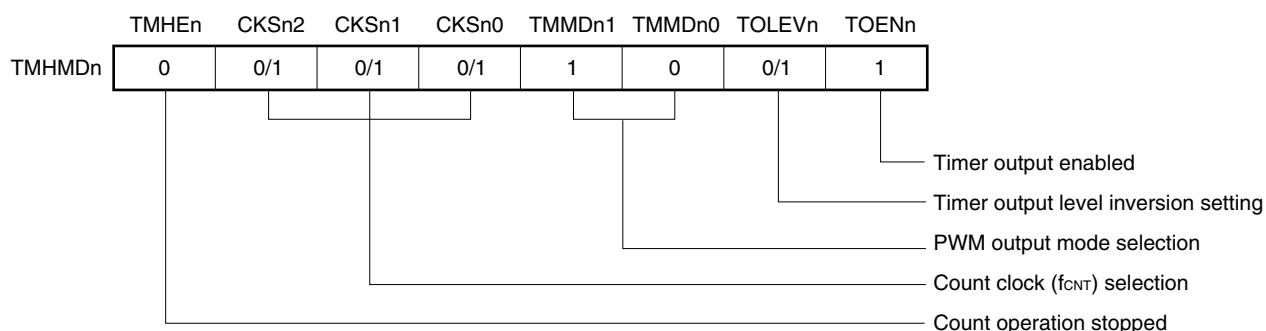 TMHEn CKSn2 CKSn1 CKSn0 TMMDn1 TMMDn0 TOLEVn TOENn
TMHMDn 0 0/1 0/1 0/1 1 0 0/1 1
Timer output enabled
Timer output level inversion setting
PWM output mode selection
Count clock (fCNT) selection
Count operation stopped